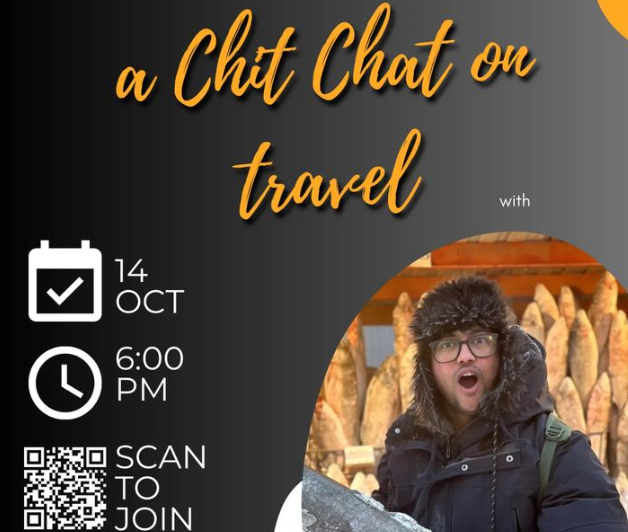 a Chit Chat on
travel
with
14
OCT
6:00
PM
SCAN
TO
JOIN